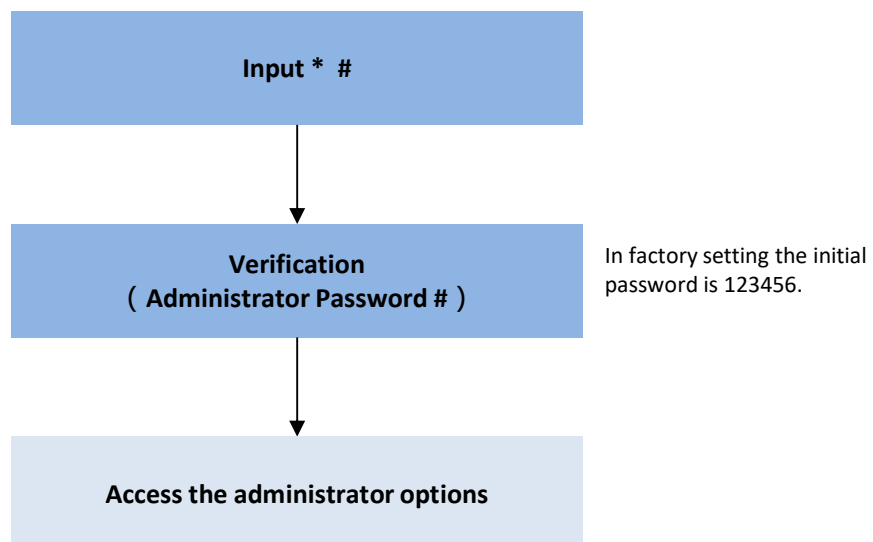 Input * #
Verification
( Administrator Password # )
In factory setting the initial
password is 123456.
Access the administrator options